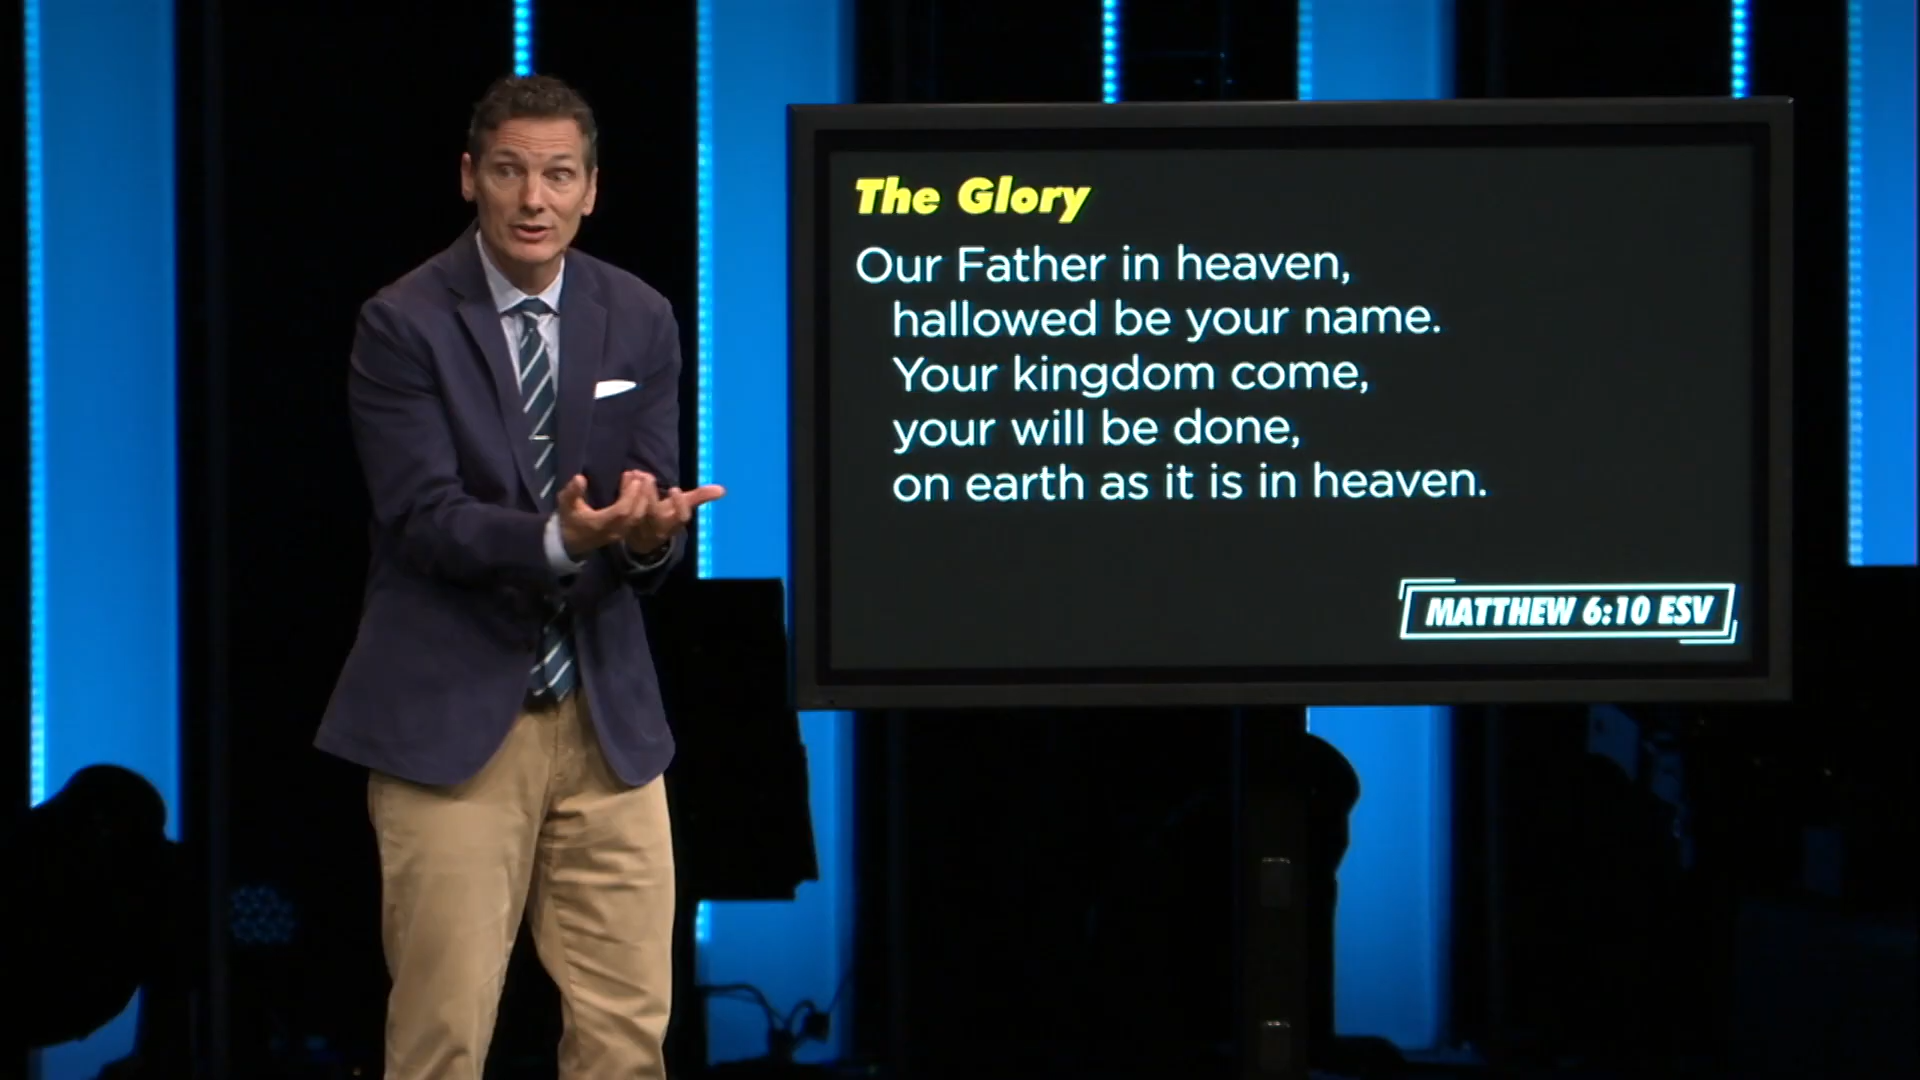 The Glory
Our Father in heaven,
hallowed be your name.
Your kingdom come,
your will be done,
on earth as it is in heaven.
MATTHEW 6:10 ESV